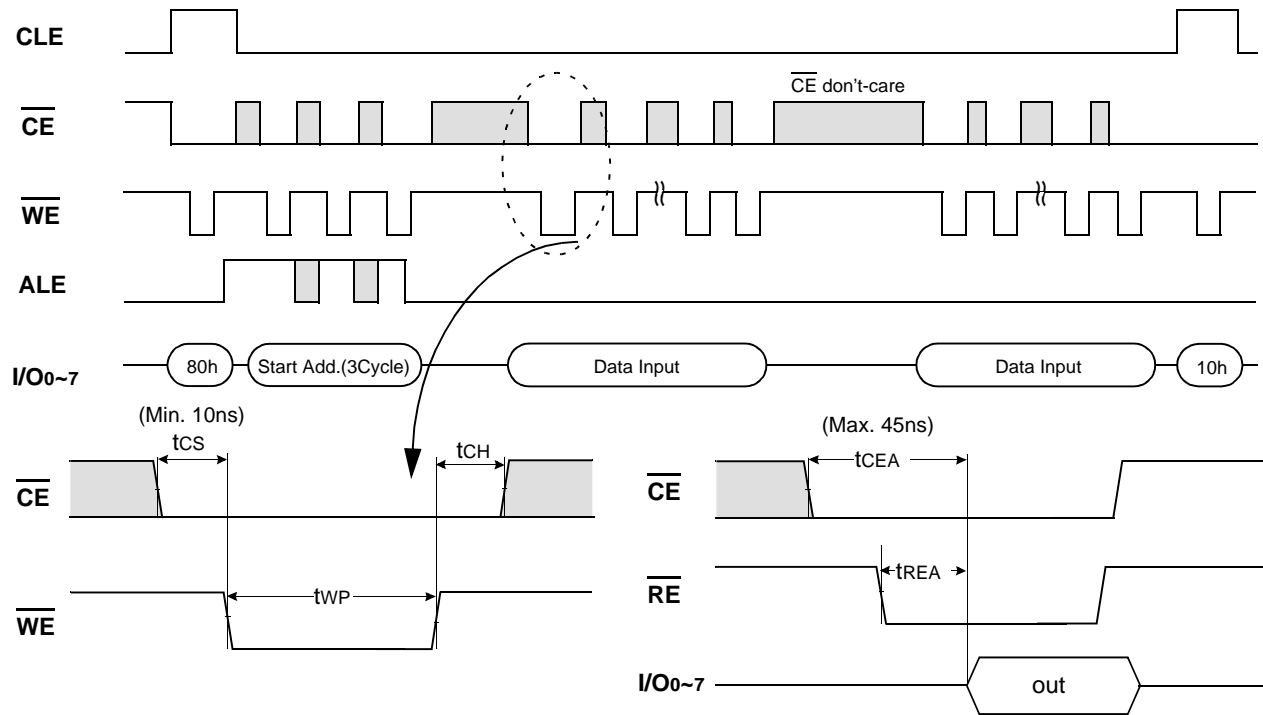 CLE
CE don't-care
CE
WE
ALE
I/O0~7
80h
Start Add.(3Cycle)
Data Input
Data Input
10h
(Min. 10ns)
tCS
tCH
CE
tWP
WE
(Max. 45ns)
tCEA
CE
tREA
RE
I/O0~7
out